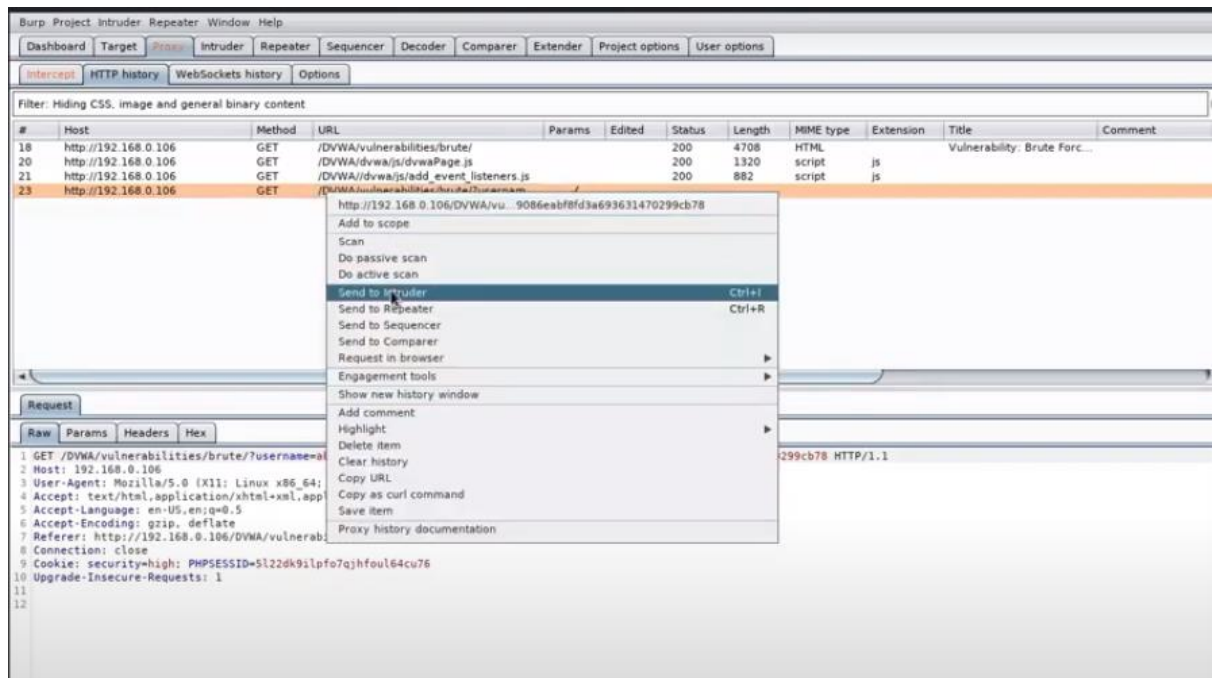 Burp Project Intruder Repeater Window Help
Dashboard Target Proxy Intruder Repeater Sequencer Decoder Comparer Extender Project options User options
Intercept HTTP history WebSockets history Options
Filter: Hiding CSS, image and general binary content
# Host Method URL Params Edited Status Length MIME type Extension Title Comment
18 http://192.168.0.106 GET /DVWA/vulnerabilities/brute/ 200 4708 HTML Vulnerability: Brute Forc...
20 http://192.168.0.106 GET /DVWA/dvwa/js/dvwaPage.js 200 1320 script js
21 http://192.168.0.106 GET /DVWA//dvwa/js/add_event_listeners.js 200 882 script js
23 http://192.168.0.106 GET /DVWA/vulnerabilities/brute/?usernam...
http://192.168.0.106/DVWA/vu...9086eabf8fd3a693631470299cb78
Add to scope
Scan
Do passive scan
Do active scan
Send to Intruder Ctrl+I
Send to Repeater Ctrl+R
Send to Sequencer
Send to Comparer
Request in browser
Engagement tools
Show new history window
Add comment
Highlight
Delete item
Clear history
Copy URL
Copy as curl command
Save item
Proxy history documentation
Request
Raw Params Headers Hex
1 GET /DVWA/vulnerabilities/brute/?username=a 299cb78 HTTP/1.1
2 Host: 192.168.0.106
3 User-Agent: Mozilla/5.0 (X11; Linux x86_64;
4 Accept: text/html,application/xhtml+xml,app
5 Accept-Language: en-US,en;q=0.5
6 Accept-Encoding: gzip, deflate
7 Referer: http://192.168.0.106/DVWA/vulnerab
8 Connection: close
9 Cookie: security=high; PHPSESSID=5l22dk9ilpfo7qjhfoul64cu76
10 Upgrade-Insecure-Requests: 1
11
12